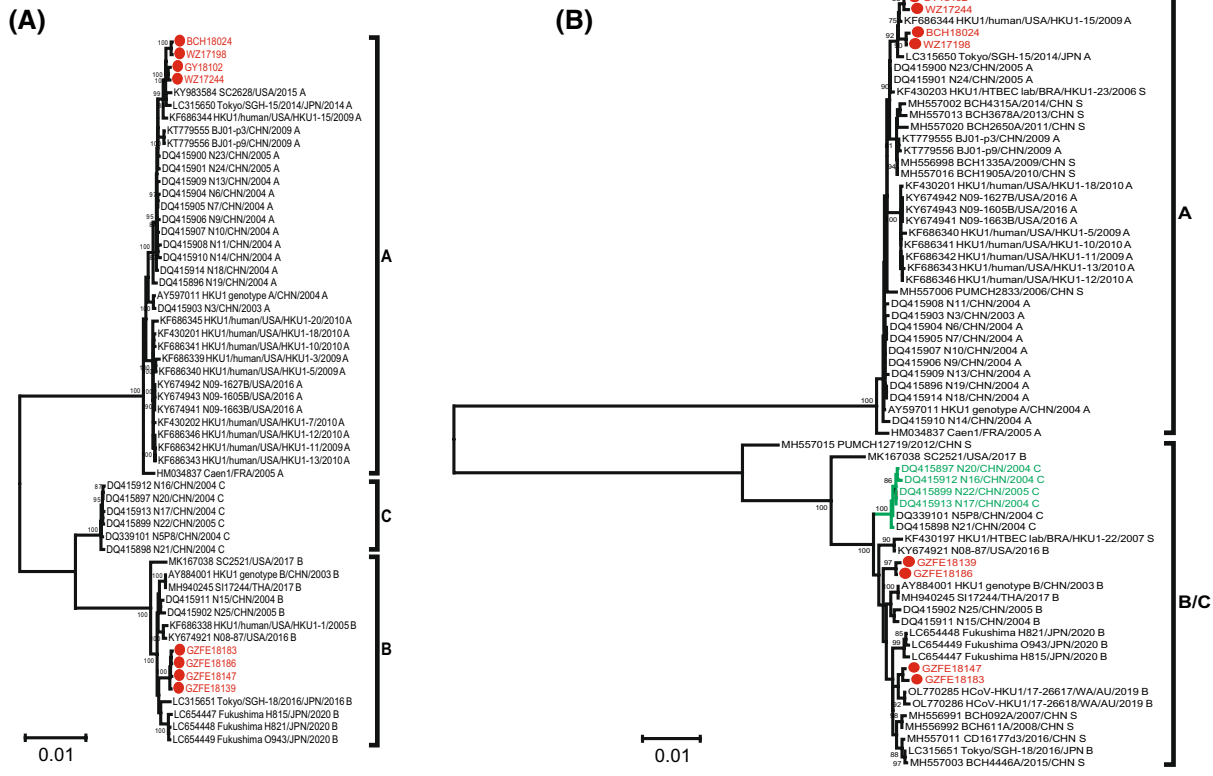 (A)
BCH18024
WZ17198
GY18102
WZ17244
KY983584 SC2628/USA/2015 A
LC315650 Tokyo/SGH-15/2014/JPN/2014 A
KF686344 HKU1/human/USA/HKU1-15/2009 A
KT779555 BJ01-p3/CHN/2009 A
KT779556 BJ01-p9/CHN/2009 A
DQ415900 N23/CHN/2005 A
DQ415901 N24/CHN/2005 A
DQ415909 N13/CHN/2004 A
DQ415904 N6/CHN/2004 A
DQ415905 N7/CHN/2004 A
DQ415906 N9/CHN/2004 A
DQ415907 N10/CHN/2004 A
DQ415908 N11/CHN/2004 A
DQ415910 N14/CHN/2004 A
DQ415914 N18/CHN/2004 A
DQ415896 N19/CHN/2004 A
AY597011 HKU1 genotype A/CHN/2004 A
DQ415903 N3/CHN/2003 A
KF686345 HKU1/human/USA/HKU1-20/2010 A
KF430201 HKU1/human/USA/HKU1-18/2010 A
KF686341 HKU1/human/USA/HKU1-10/2010 A
KF686339 HKU1/human/USA/HKU1-3/2009 A
KF686340 HKU1/human/USA/HKU1-5/2009 A
KY674942 N09-1627B/USA/2016 A
KY674943 N09-1605B/USA/2016 A
KY674941 N09-1663B/USA/2016 A
KF430202 HKU1/human/USA/HKU1-7/2010 A
KF686346 HKU1/human/USA/HKU1-12/2010 A
KF686342 HKU1/human/USA/HKU1-11/2009 A
KF686343 HKU1/human/USA/HKU1-13/2010 A
HM034837 Caen1/FRA/2005 A
DQ415912 N16/CHN/2004 C
DQ415897 N20/CHN/2004 C
DQ415913 N17/CHN/2004 C
DQ415899 N22/CHN/2005 C
DQ339101 N5P8/CHN/2004 C
DQ415898 N21/CHN/2004 C
MK167038 SC2521/USA/2017 B
AY884001 HKU1 genotype B/CHN/2003 B
MH940245 SI17244/THA/2017 B
DQ415911 N15/CHN/2004 B
DQ415902 N25/CHN/2005 B
KF686338 HKU1/human/USA/HKU1-1/2005 B
KY674921 N08-87/USA/2016 B
GZFE18183
GZFE18186
GZFE18147
GZFE18139
LC315651 Tokyo/SGH-18/2016/JPN/2016 B
LC654447 Fukushima H815/JPN/2020 B
LC654448 Fukushima H821/JPN/2020 B
LC654449 Fukushima O943/JPN/2020 B
A
C
B
0.01
(B)
WZ17244
KF686344 HKU1/human/USA/HKU1-15/2009 A
BCH18024
WZ17198
LC315650 Tokyo/SGH-15/2014/JPN A
DQ415900 N23/CHN/2005 A
DQ415901 N24/CHN/2005 A
KF430203 HKU1/HTBEC lab/BRA/HKU1-23/2006 S
MH557002 BCH4315A/2014/CHN S
MH557013 BCH3678A/2013/CHN S
MH557020 BCH2650A/2011/CHN S
KT779555 BJ01-p3/CHN/2009 A
KT779556 BJ01-p9/CHN/2009 A
MH556998 BCH1335A/2009/CHN S
MH557016 BCH1905A/2010/CHN S
KF430201 HKU1/human/USA/HKU1-18/2010 A
KY674942 N09-1627B/USA/2016 A
KY674943 N09-1605B/USA/2016 A
KY674941 N09-1663B/USA/2016 A
KF686340 HKU1/human/USA/HKU1-5/2009 A
KF686341 HKU1/human/USA/HKU1-10/2010 A
KF686342 HKU1/human/USA/HKU1-11/2009 A
KF686343 HKU1/human/USA/HKU1-13/2010 A
KF686346 HKU1/human/USA/HKU1-12/2010 A
MH557006 PUMCH2833/2006/CHN S
DQ415908 N11/CHN/2004 A
DQ415903 N3/CHN/2003 A
DQ415904 N6/CHN/2004 A
DQ415905 N7/CHN/2004 A
DQ415907 N10/CHN/2004 A
DQ415906 N9/CHN/2004 A
DQ415909 N13/CHN/2004 A
DQ415896 N19/CHN/2004 A
DQ415914 N18/CHN/2004 A
AY597011 HKU1 genotype A/CHN/2004 A
DQ415910 N14/CHN/2004 A
HM034837 Caen1/FRA/2005 A
MH557015 PUMCH12719/2012/CHN S
MK167038 SC2521/USA/2017 B
DQ415897 N20/CHN/2004 C
DQ415912 N16/CHN/2004 C
DQ415899 N22/CHN/2005 C
DQ415913 N17/CHN/2004 C
DQ339101 N5P8/CHN/2004 C
DQ415898 N21/CHN/2004 C
KF430197 HKU1/HTBEC lab/BRA/HKU1-22/2007 S
KY674921 N08-87/USA/2016 B
GZFE18139
GZFE18186
AY884001 HKU1 genotype B/CHN/2003 B
MH940245 SI17244/THA/2017 B
DQ415902 N25/CHN/2005 B
DQ415911 N15/CHN/2004 B
LC654448 Fukushima H821/JPN/2020 B
LC654449 Fukushima O943/JPN/2020 B
LC654447 Fukushima H815/JPN/2020 B
GZFE18147
GZFE18183
OL770285 HCoV-HKU1/17-26617/WA/AU/2019 B
OL770286 HCoV-HKU1/17-26618/WA/AU/2019 B
MH556991 BCH092A/2007/CHN S
MH556992 BCH611A/2008/CHN S
MH557011 CD16177d3/2016/CHN S
LC315651 Tokyo/SGH-18/2016/JPN B
MH557003 BCH4446A/2015/CHN S
A
B/C
0.01